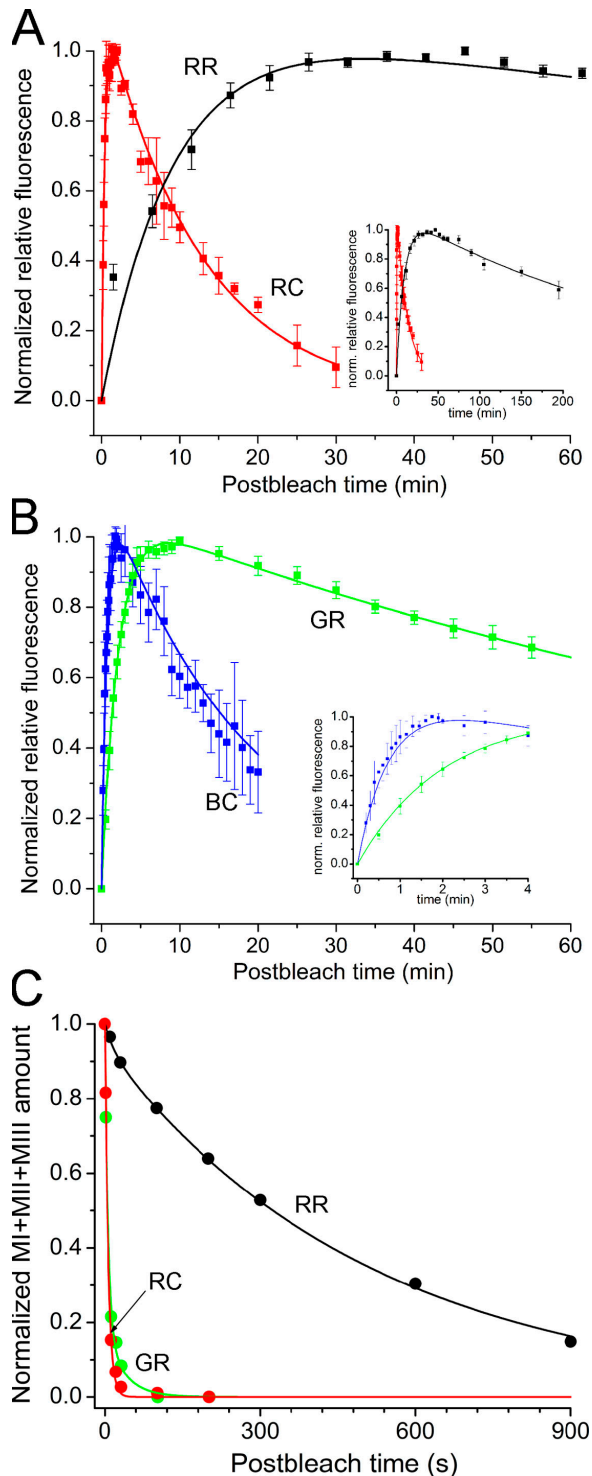 A
Normalized relative fluorescence
1.0
0.8
0.6
0.4
0.2
0.0
RR
RC
norm. relative fluorescence
1.0
0.8
0.6
0.4
0.2
0.0
0 50 100 150 200
time (min)
0 10 20 30 40 50 60
Postbleach time (min)
B
Normalized relative fluorescence
1.0
0.8
0.6
0.4
0.2
0.0
GR
BC
norm. relative fluorescence
1.0
0.8
0.6
0.4
0.2
0.0
0 1 2 3 4
time (min)
0 10 20 30 40 50 60
Postbleach time (min)
C
Normalized MI+MII+MIII amount
1.0
0.8
0.6
0.4
0.2
0.0
RR
RC
GR
0 300 600 900
Postbleach time (s)